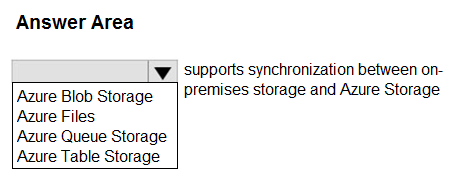 Answer Area
supports synchronization between on-
premises storage and Azure Storage
Azure Blob Storage
Azure Files
Azure Queue Storage
Azure Table Storage